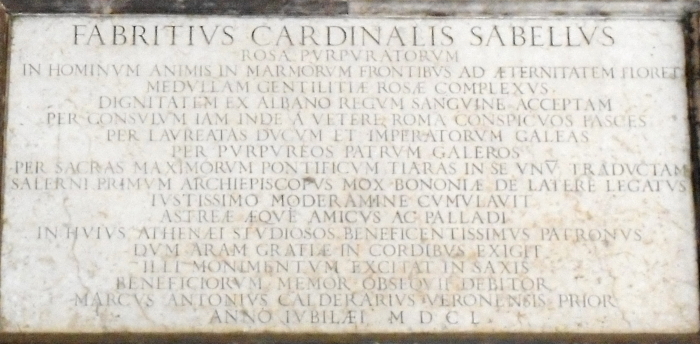 FABRITIVS CARDINALIS SABELLVS
ROSA PVRPVRATORVM
IN HOMINVM ANIMIS IN MARMORVM FRONTIBVS AD ÆTERNITATEM FLORET
MEDVLLAM GENTILITIÆ ROSÆ COMPLEXVS
DIGNITATEM EX ALBANO REGVM SANGVINE ACCEPTAM
PER CONSVLVM IAM INDE A VETERE ROMA CONSPICVOS FASCES
PER LAVREATAS DVCVM ET IMPERATORVM GALEAS
PER PVRPVREOS PATRVM GALEROS
PER SACRAS MAXIMORVM PONTIFICVM TIARAS IN SE VNV̄ TRADVCTAM
SALERNI PRIMVM ARCHIEPISCOPVS MOX BONONIÆ DE LATERE LEGATVS
IVSTISSIMO MODERAMINE CVMVLAVIT
ASTREÆ ÆQVE AMICVS AC PALLADI
IN HVIVS ATHENÆI STVDIOSOS BENEFICENTISSIMVS PATRONVS
DVM ARAM GRATIÆ IN CORDIBVS EXIGIT
ILLI MONIMENTVM EXCITAT IN SAXIS
BENEFICIORVM MEMOR OBSEQVII DEBITOR
MARCVS ANTONIVS CALDERARIVS VERONENSIS PRIOR
ANNO IVBILÆI M D C L